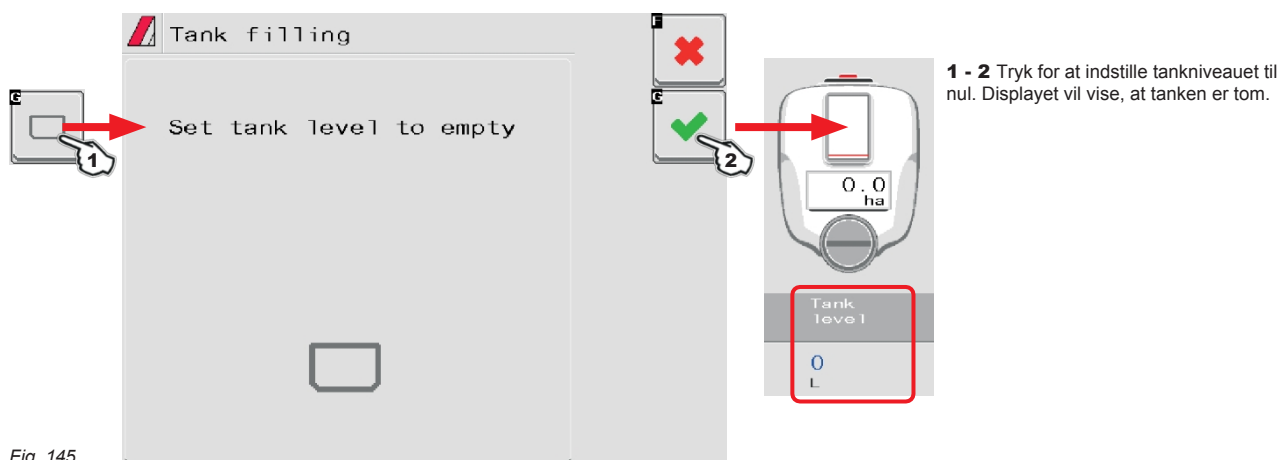 Tank filling
F
G
G
1
Set tank level to empty
2
0.0
ha
Tank
level
0
L
1 - 2 Tryk for at indstille tankniveauet til
nul. Displayet vil vise, at tanken er tom.
Fig. 145